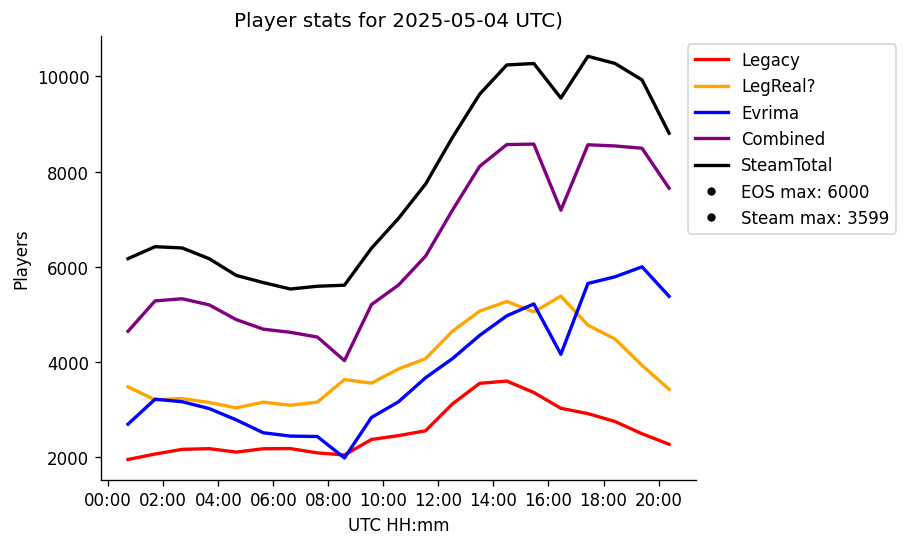 Player stats for 2025-05-04 UTC)
Legacy
LegReal?
Evrima
Combined
SteamTotal
EOS max: 6000
Steam max: 3599
10000
8000
6000
4000
2000
Players
00:00 02:00 04:00 06:00 08:00 10:00 12:00 14:00 16:00 18:00 20:00
UTC HH:mm